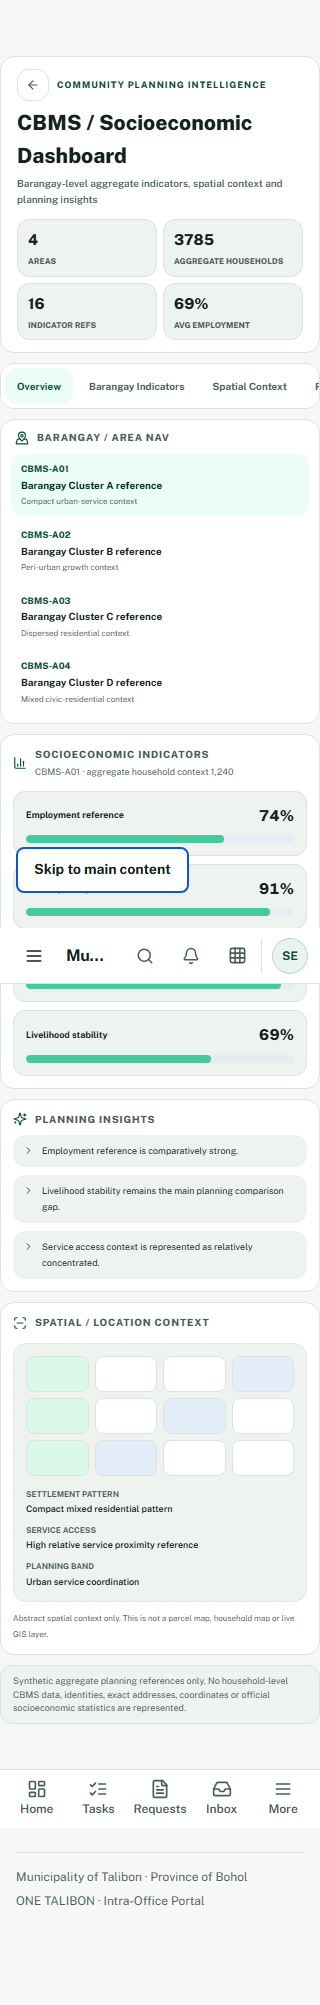 COMMUNITY PLANNING INTELLIGENCE
CBMS / Socioeconomic
Dashboard
Barangay-level aggregate indicators, spatial context and
planning insights
4
AREAS
3785
AGGREGATE HOUSEHOLDS
16
INDICATOR REFS
69%
AVG EMPLOYMENT
Overview
Barangay Indicators
Spatial Context
BARANGAY / AREA NAV
CBMS-A01
Barangay Cluster A reference
Compact urban-service context
CBMS-A02
Barangay Cluster B reference
Peri-urban growth context
CBMS-A03
Barangay Cluster C reference
Dispersed residential context
CBMS-A04
Barangay Cluster D reference
Mixed civic-residential context
SOCIOECONOMIC INDICATORS
CBMS-A01 · aggregate household context 1,240
Employment reference
74%
Skip to main content
91%
Mu...
SE
Livelihood stability
69%
PLANNING INSIGHTS
Employment reference is comparatively strong.
Livelihood stability remains the main planning comparison
gap.
Service access context is represented as relatively
concentrated.
SPATIAL / LOCATION CONTEXT
SETTLEMENT PATTERN
Compact mixed residential pattern
SERVICE ACCESS
High relative service proximity reference
PLANNING BAND
Urban service coordination
Abstract spatial context only. This is not a parcel map, household map or live
GIS layer.
Synthetic aggregate planning references only. No household-level
CBMS data, identities, exact addresses, coordinates or official
socioeconomic statistics are represented.
Home
Tasks
Requests
Inbox
More
Municipality of Talibon · Province of Bohol
ONE TALIBON · Intra-Office Portal